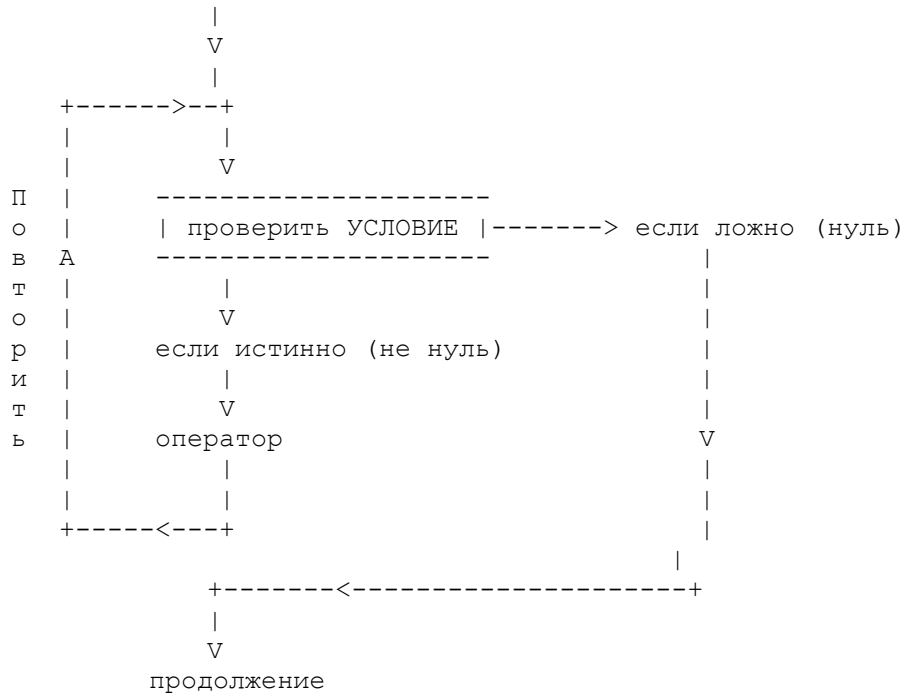 |
V
|
+------>--+
| |
| V
П | ---------------------
о | | проверить УСЛОВИЕ |-------> если ложно (нуль)
в A --------------------- |
т | | |
о | V |
р | если истинно (не нуль) |
и | | |
т | V |
ь | оператор V
| | |
| | |
+-----<---+ |
|
+-------<---------------------+
|
V
продолжение